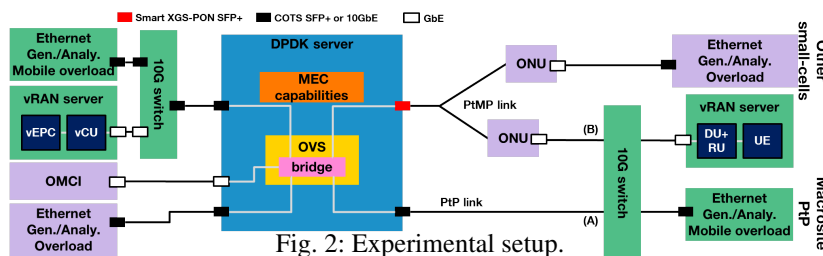 Smart XGS-PON SFP+
COTS SFP+ or 10GbE
GbE
Ethernet
Gen./Analy.
Mobile overload
vRAN server
vEPC
vCU
OMCI
Ethernet
Gen./Analy.
Overload
10G switch
DPDK server
MEC
capabilities
OVS
bridge
PtMP link
PtP link
ONU
ONU
(B)
(A)
10G switch
Ethernet
Gen./Analy.
Overload
vRAN server
DU+
RU
UE
Ethernet
Gen./Analy.
Mobile overload
Other
small-cells
Macrosite
PtP
Fig. 2: Experimental setup.